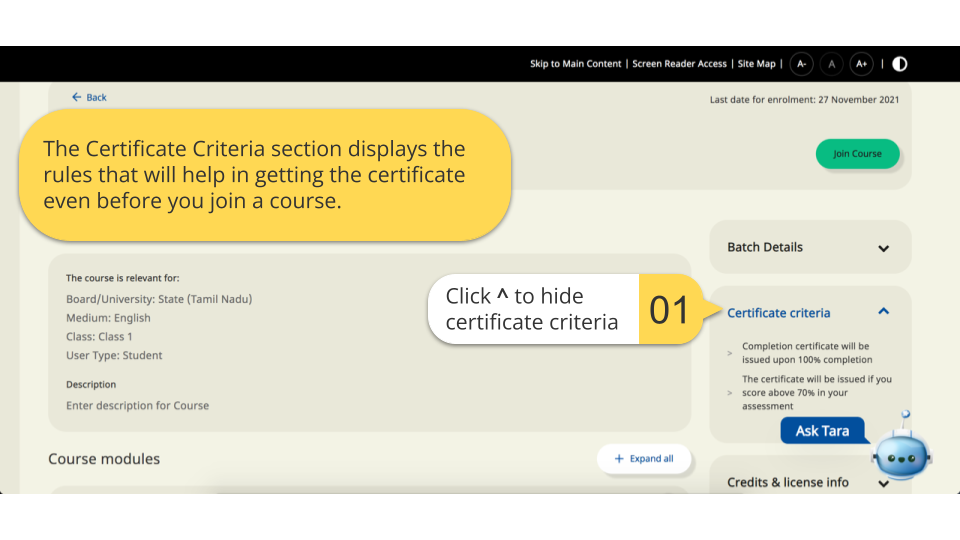 Skip to Main Content | Screen Reader Access | Site Map | A- A A+ |
← Back
Last date for enrolment: 27 November 2021
The Certificate Criteria section displays the
rules that will help in getting the certificate
even before you join a course.
Join Course
Batch Details
The course is relevant for:
Board/University: State (Tamil Nadu)
Medium: English
Class: Class 1
User Type: Student
Description
Enter description for Course
Click ^ to hide
certificate criteria
01
Certificate criteria
> Completion certificate will be
issued upon 100% completion
The certificate will be issued if you
> score above 70% in your
assessment
Ask Tara
Course modules
+ Expand all
Credits & license info